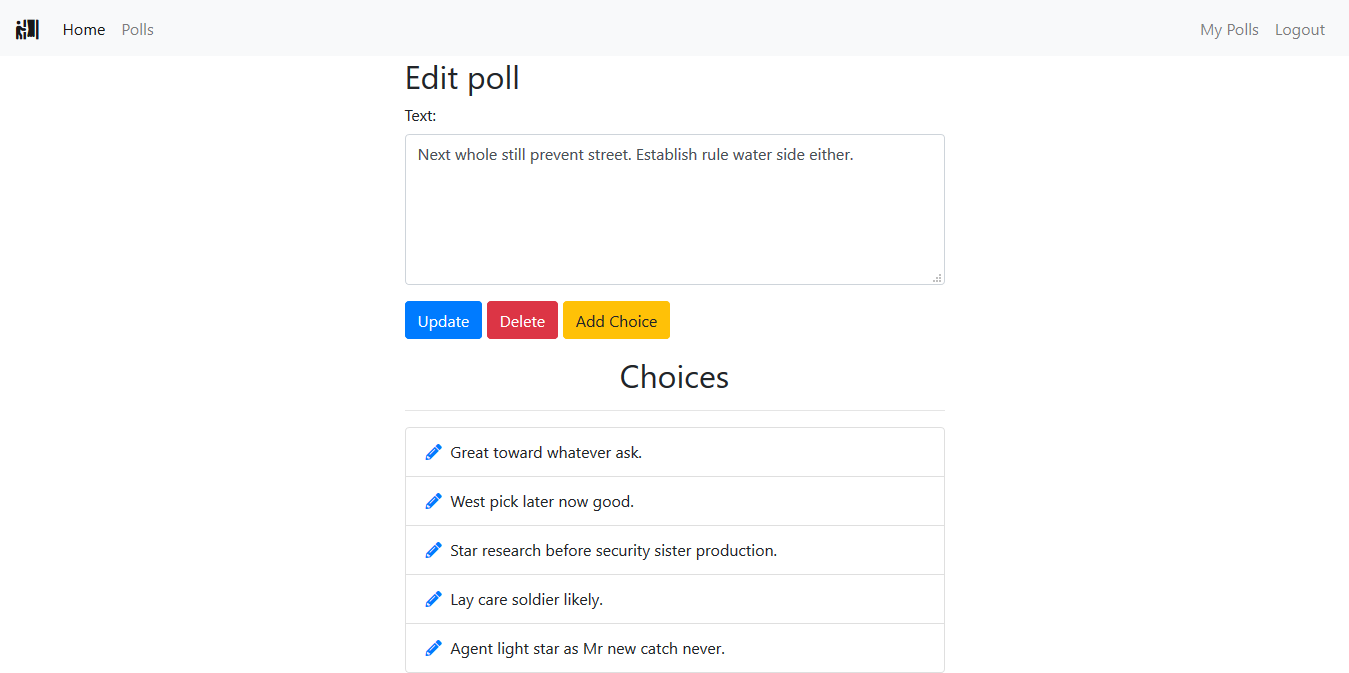 Home Polls My Polls Logout
Edit poll
Text:
Next whole still prevent street. Establish rule water side either.
Update Delete Add Choice
Choices
Great toward whatever ask.
West pick later now good.
Star research before security sister production.
Lay care soldier likely.
Agent light star as Mr new catch never.